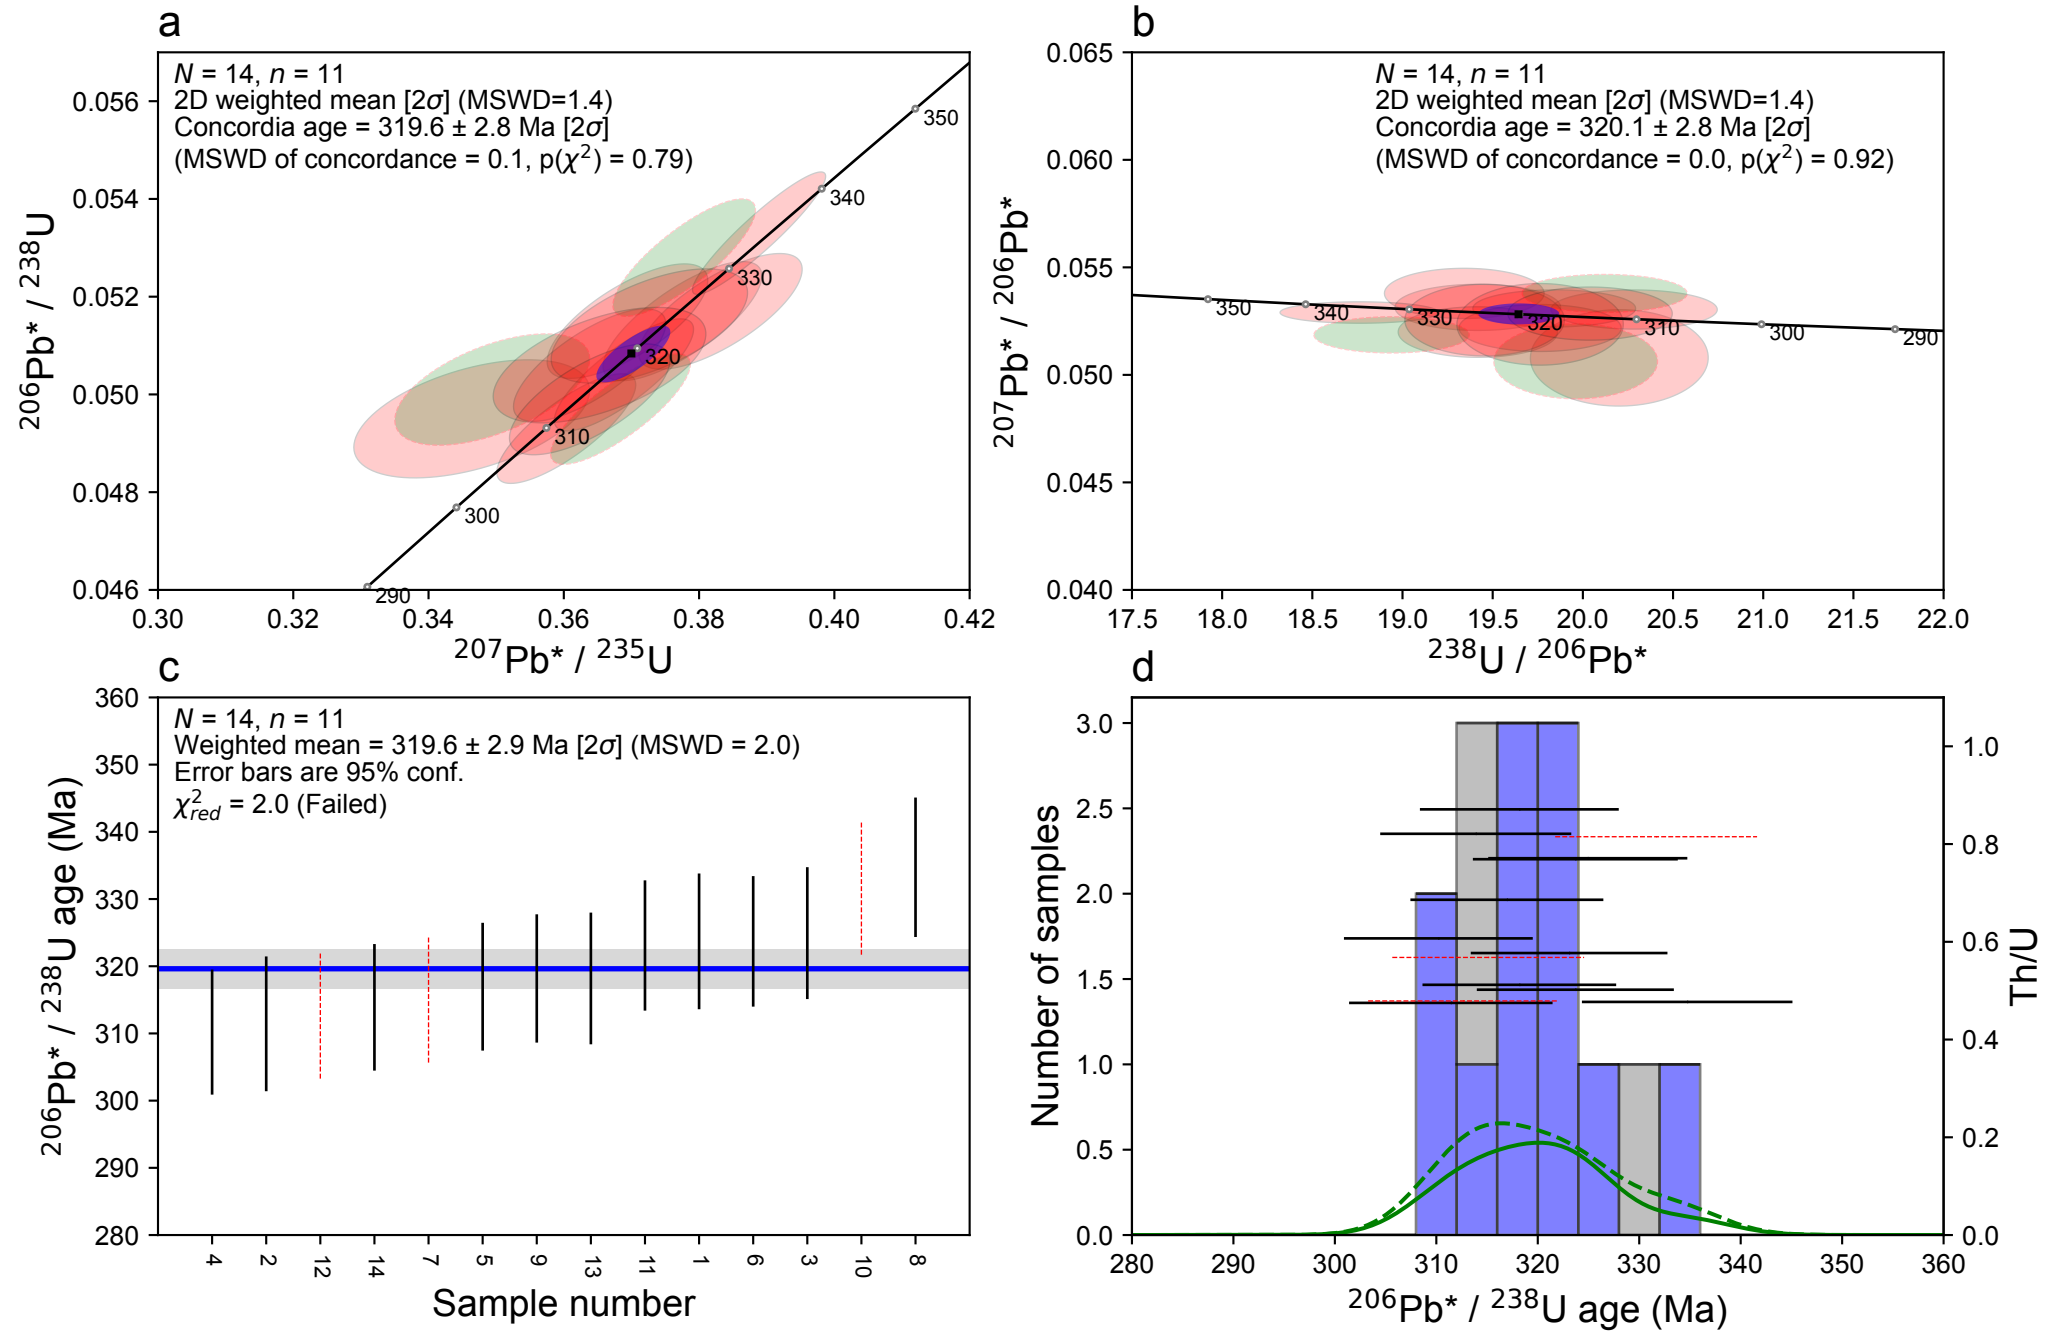 a
N = 14, n = 11
2D weighted mean [2σ] (MSWD=1.4)
Concordia age = 319.6 ± 2.8 Ma [2σ]
(MSWD of concordance = 0.1, p(χ²) = 0.79)
0.056
0.054
0.052
0.050
0.048
0.046
²⁰⁶Pb* / ²³⁸U
350
340
330
320
310
300
290
0.30 0.32 0.34 0.36 0.38 0.40 0.42
²⁰⁷Pb* / ²³⁵U
b
N = 14, n = 11
2D weighted mean [2σ] (MSWD=1.4)
Concordia age = 320.1 ± 2.8 Ma [2σ]
(MSWD of concordance = 0.0, p(χ²) = 0.92)
0.065
0.060
0.055
0.050
0.045
0.040
²⁰⁷Pb* / ²⁰⁶Pb*
350 340 330 320 310 300 290
17.5 18.0 18.5 19.0 19.5 20.0 20.5 21.0 21.5 22.0
²³⁸U / ²⁰⁶Pb*
c
N = 14, n = 11
Weighted mean = 319.6 ± 2.9 Ma [2σ] (MSWD = 2.0)
Error bars are 95% conf.
χ²red = 2.0 (Failed)
360
350
340
330
320
310
300
290
280
²⁰⁶Pb* / ²³⁸U age (Ma)
4 2 12 14 7 5 9 13 11 1 6 3 10 8
Sample number
d
3.0
2.5
2.0
1.5
1.0
0.5
0.0
Number of samples
1.0
0.8
0.6
0.4
0.2
0.0
Th/U
280 290 300 310 320 330 340 350 360
²⁰⁶Pb* / ²³⁸U age (Ma)